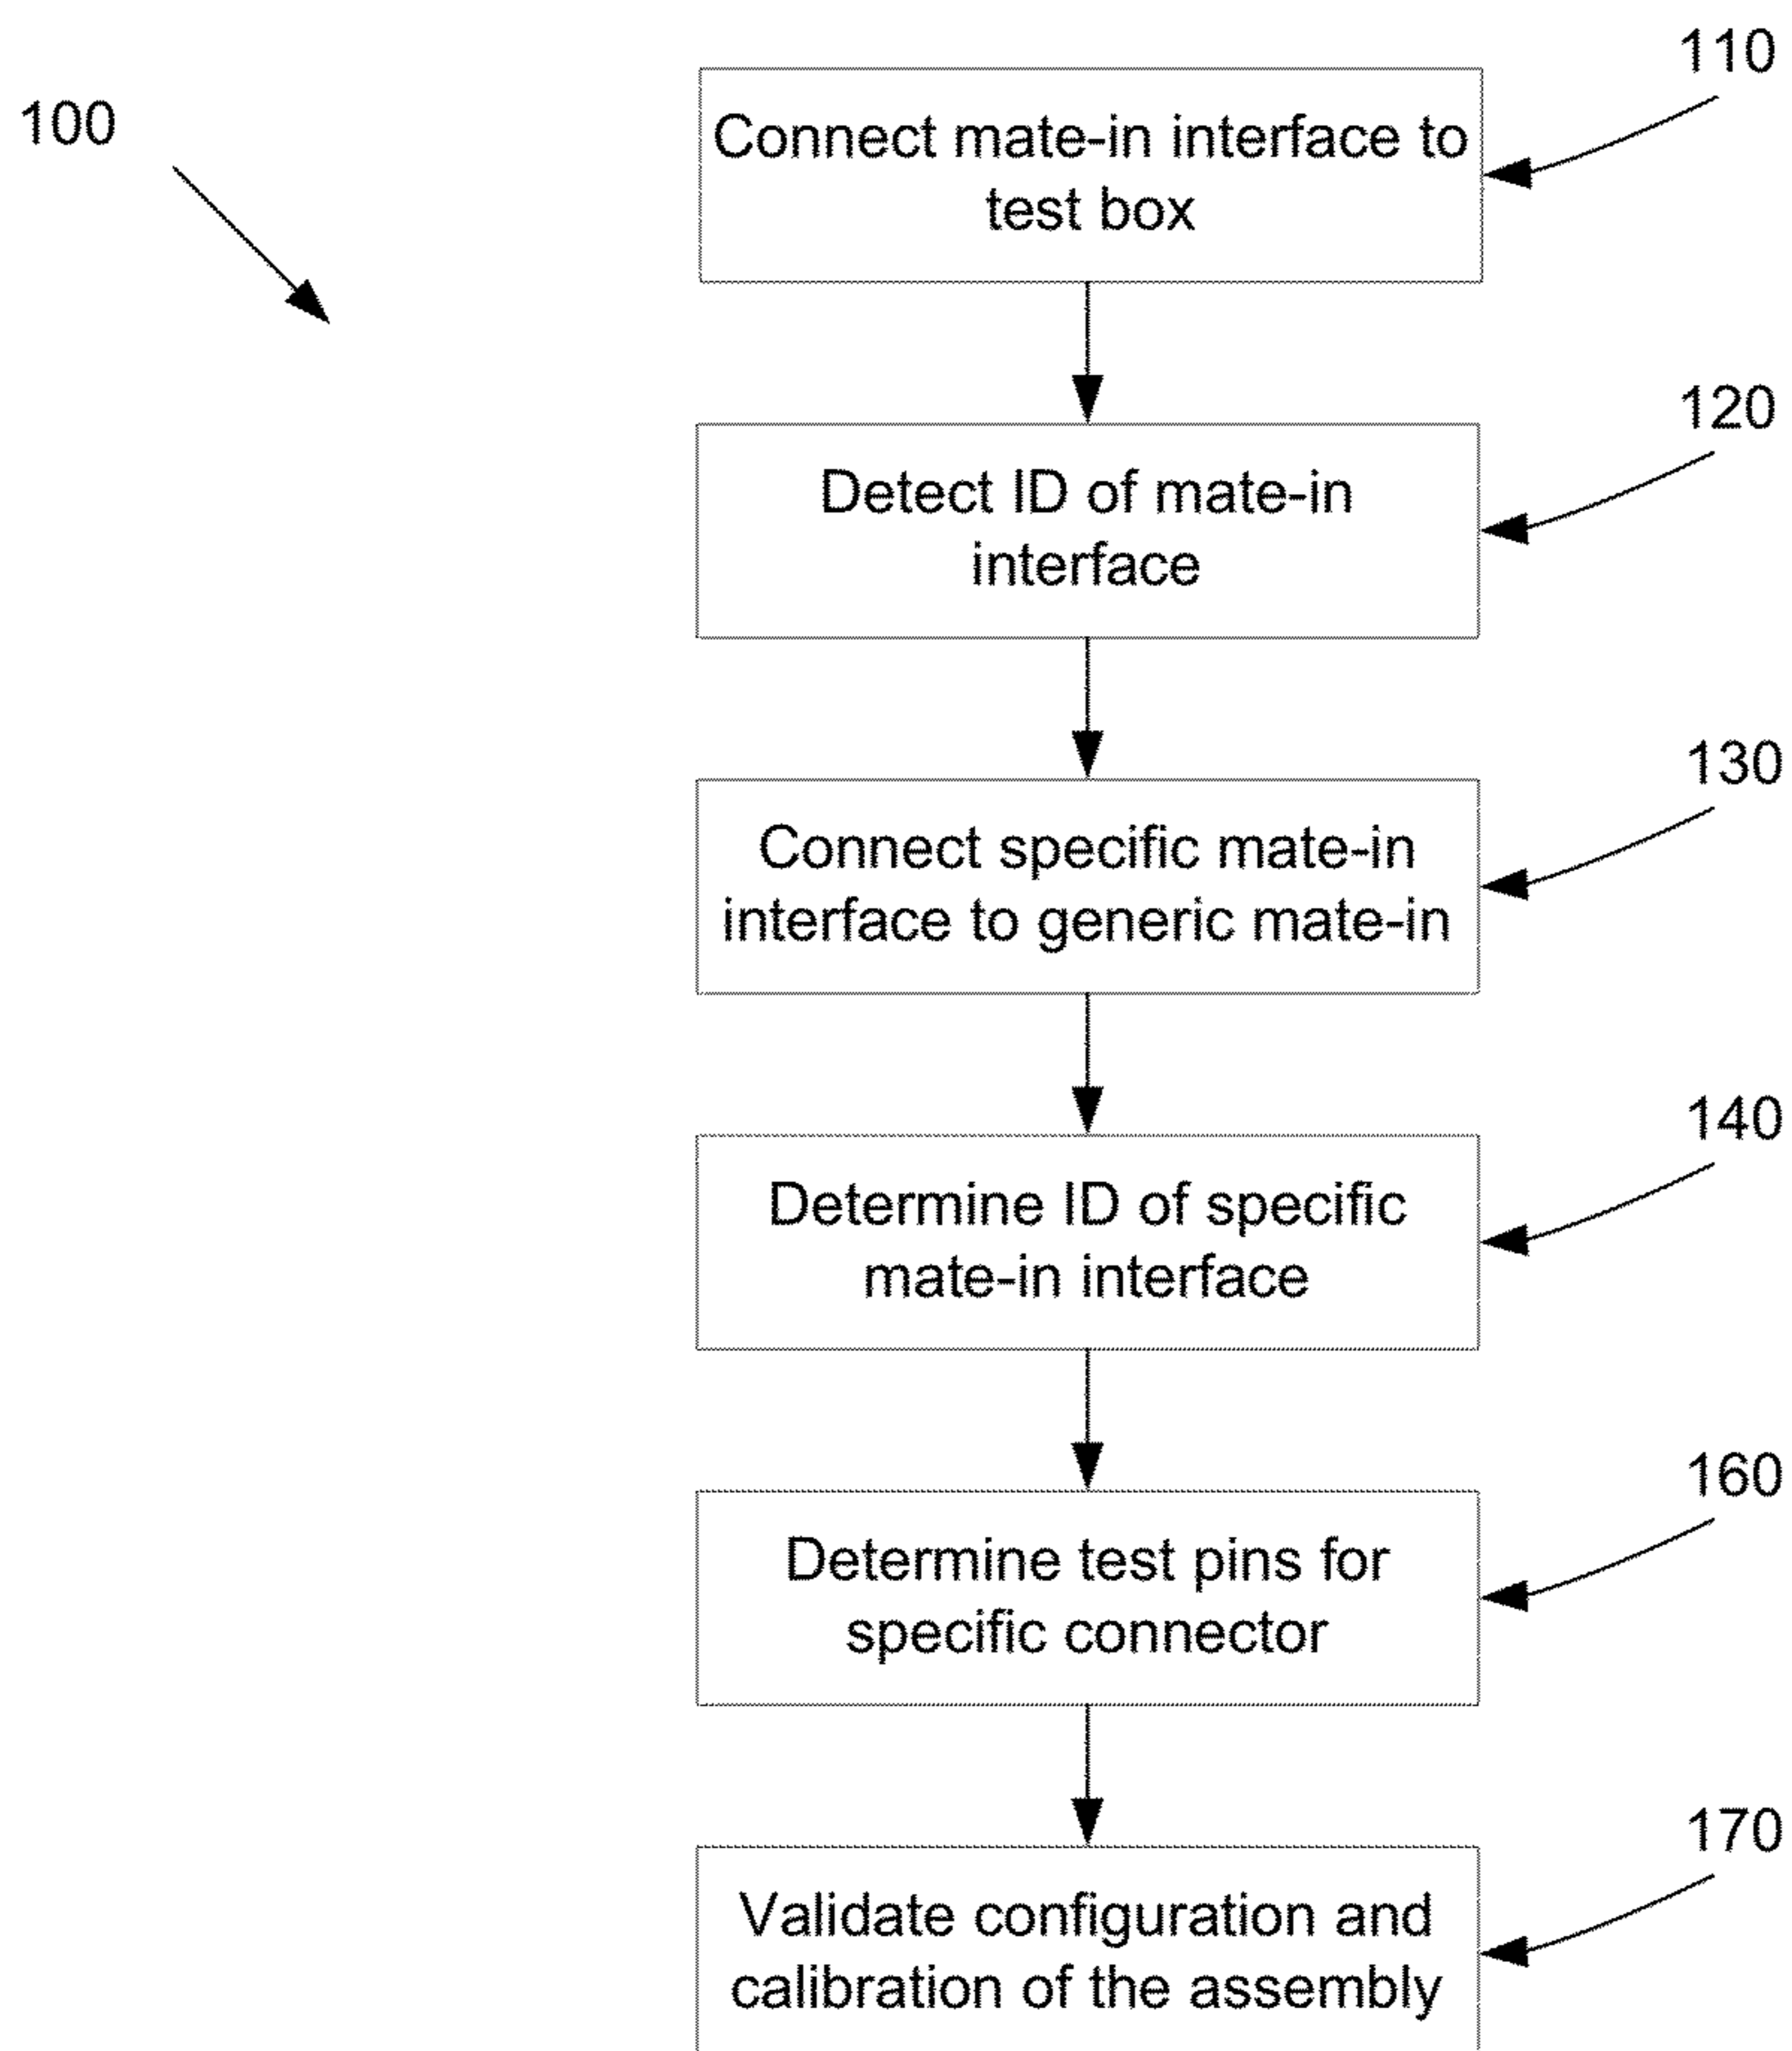 100
110
Connect mate-in interface to
test box
120
Detect ID of mate-in
interface
130
Connect specific mate-in
interface to generic mate-in
140
Determine ID of specific
mate-in interface
160
Determine test pins for
specific connector
170
Validate configuration and
calibration of the assembly